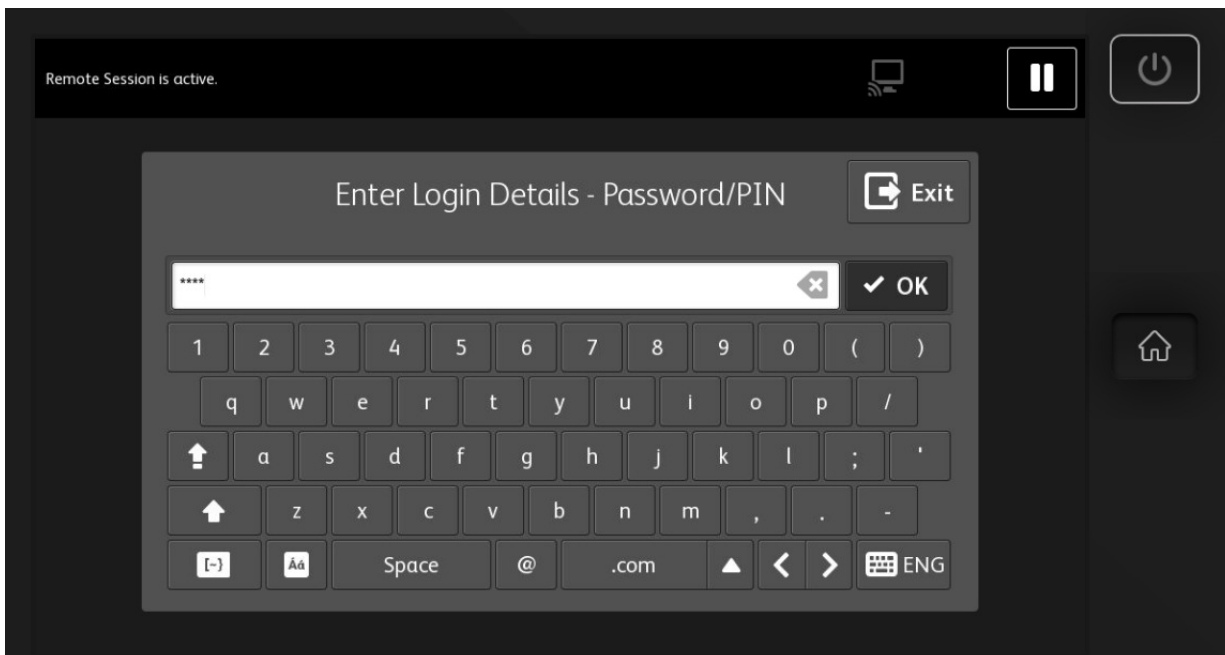 Remote Session is active.
Enter Login Details - Password/PIN
Exit
****
OK
1 2 3 4 5 6 7 8 9 0 ( )
q w e r t y u i o p /
a s d f g h j k l ; '
z x c v b n m , . -
[~} Áá Space @ .com < > ENG